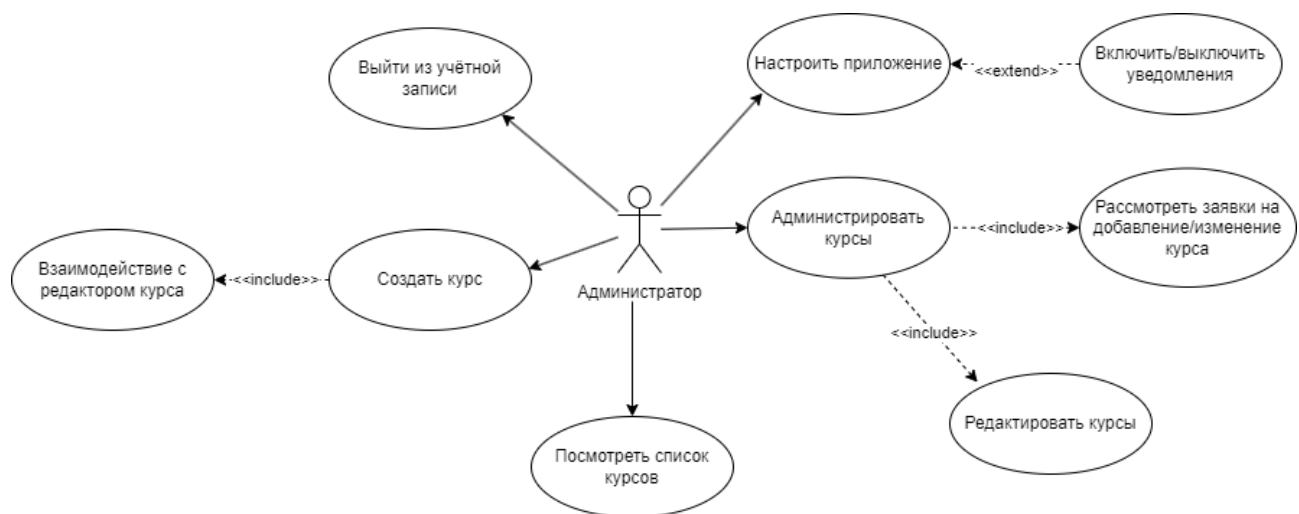 Выйти из учётной
записи
Настроить приложение
<<extend>>
Включить/выключить
уведомления
Администрировать
курсы
<<include>>
Рассмотреть заявки на
добавление/изменение
курса
Взаимодействие с
редактором курса
<<include>>
Создать курс
Администратор
<<include>>
Редактировать курсы
Посмотреть список
курсов